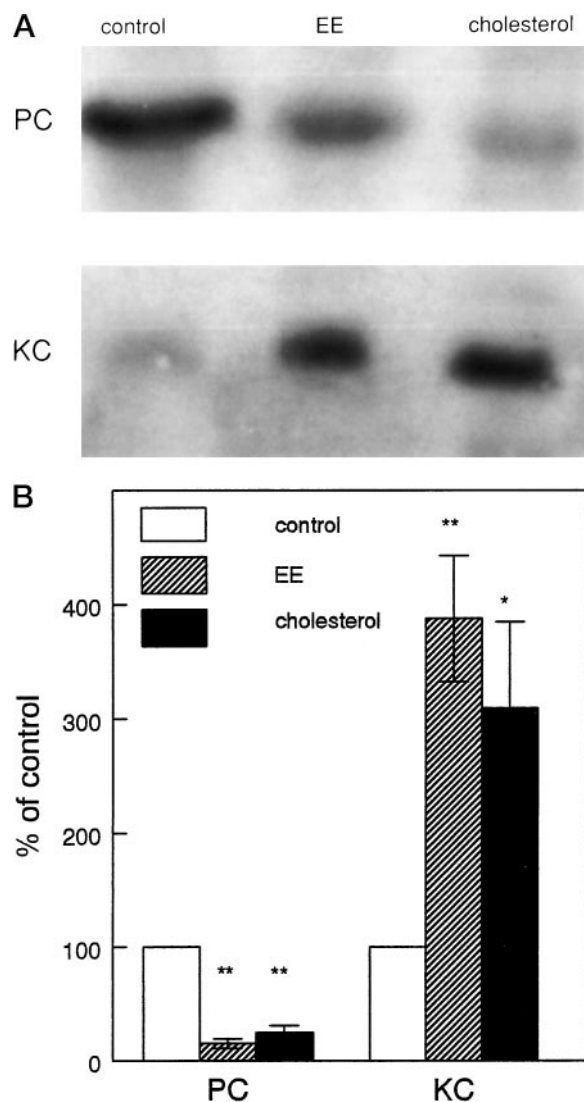 A
control EE cholesterol
PC
KC
B
control
EE
cholesterol
** *
400
300
200
100
** **
0
% of control
PC KC